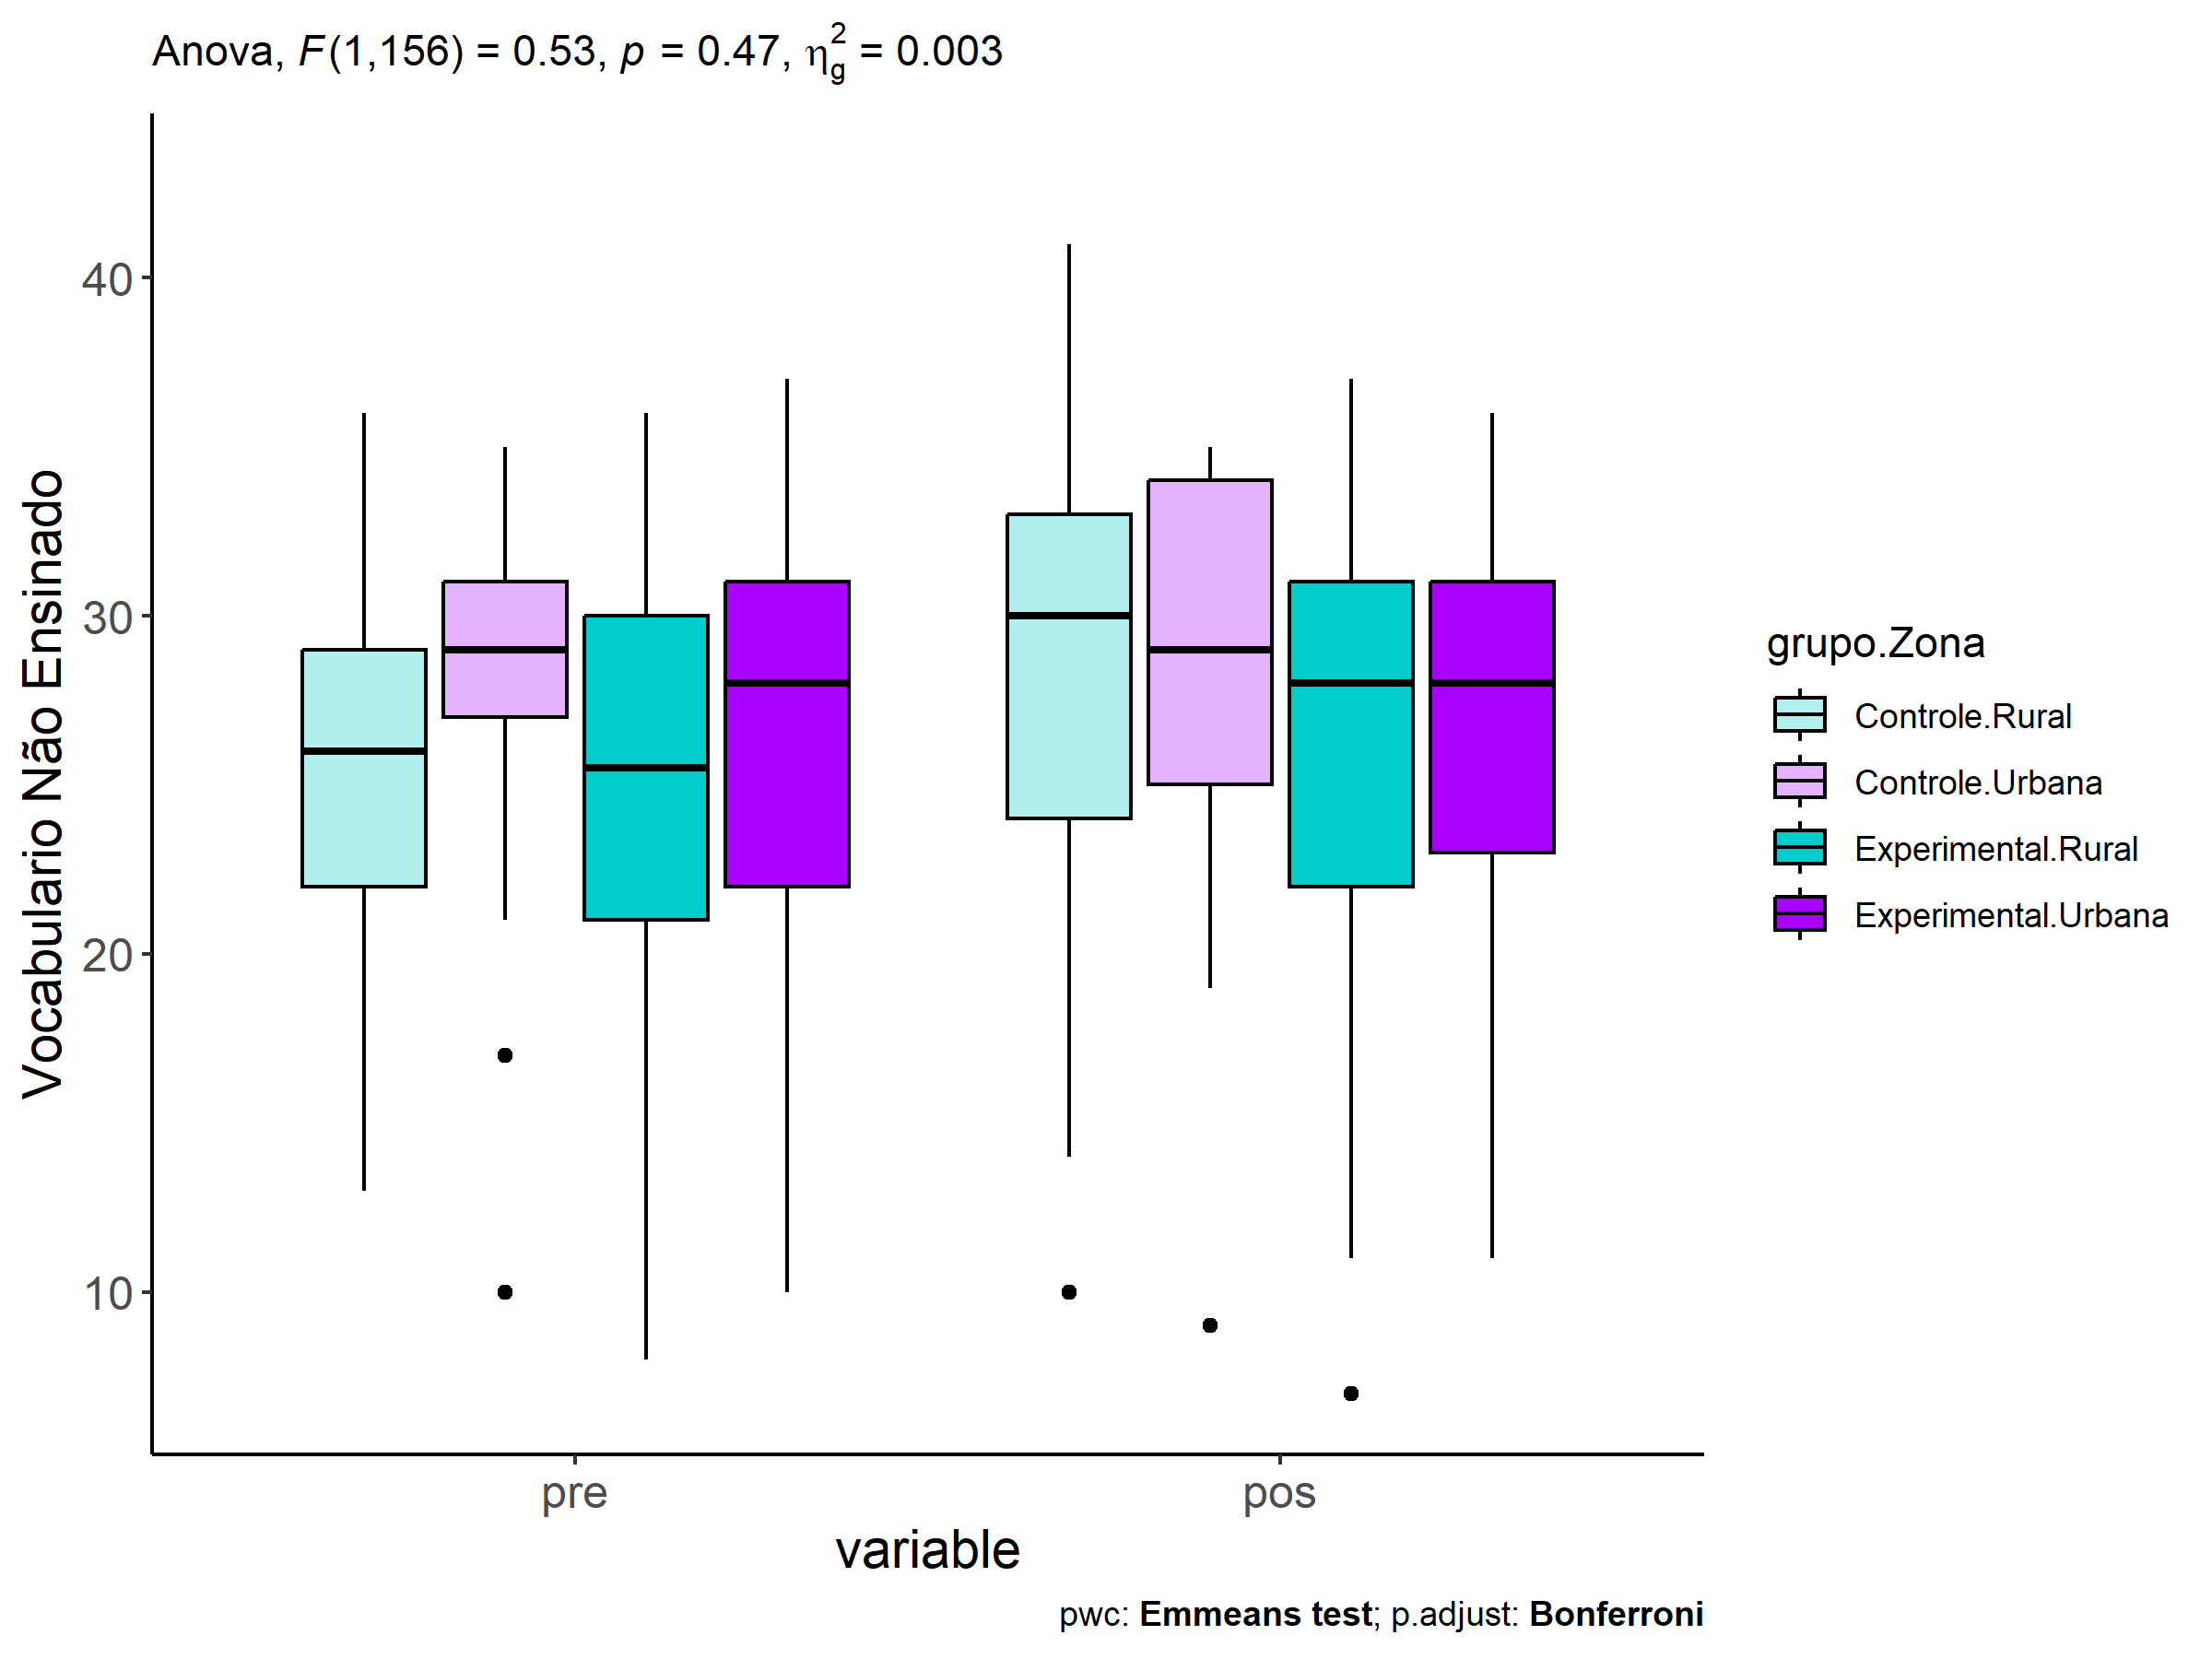 Anova, F(1,156) = 0.53, p = 0.47, η²g = 0.003
Vocabulario Não Ensinado
40
30
20
10
pre
pos
variable
grupo.Zona
Controle.Rural
Controle.Urbana
Experimental.Rural
Experimental.Urbana
pwc: Emmeans test; p.adjust: Bonferroni